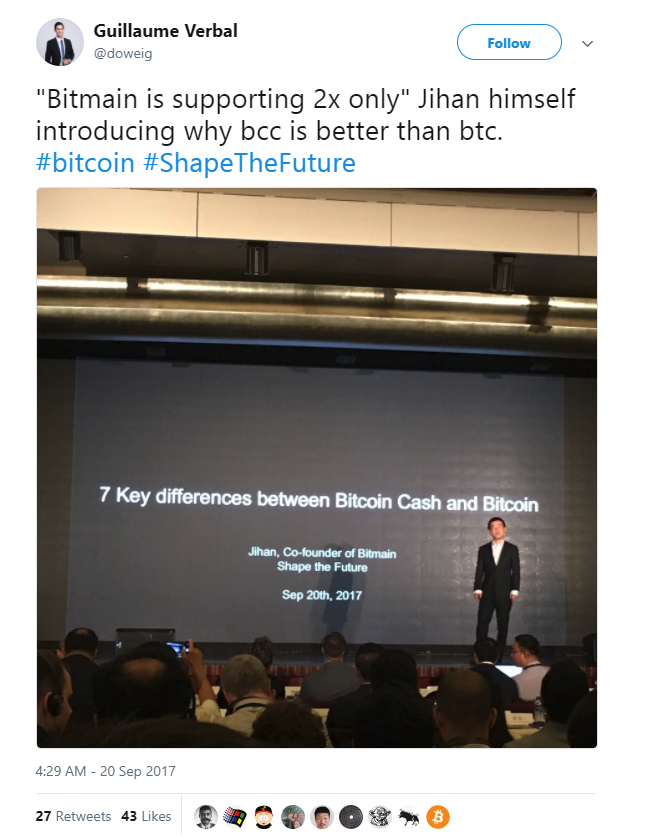 Guillaume Verbal
@doweig
Follow
"Bitmain is supporting 2x only" Jihan himself
introducing why bcc is better than btc.
#bitcoin #ShapeTheFuture
7 Key differences between Bitcoin Cash and Bitcoin
Jihan, Co-founder of Bitmain
Shape the Future
Sep 20th, 2017
4:29 AM - 20 Sep 2017
27 Retweets 43 Likes